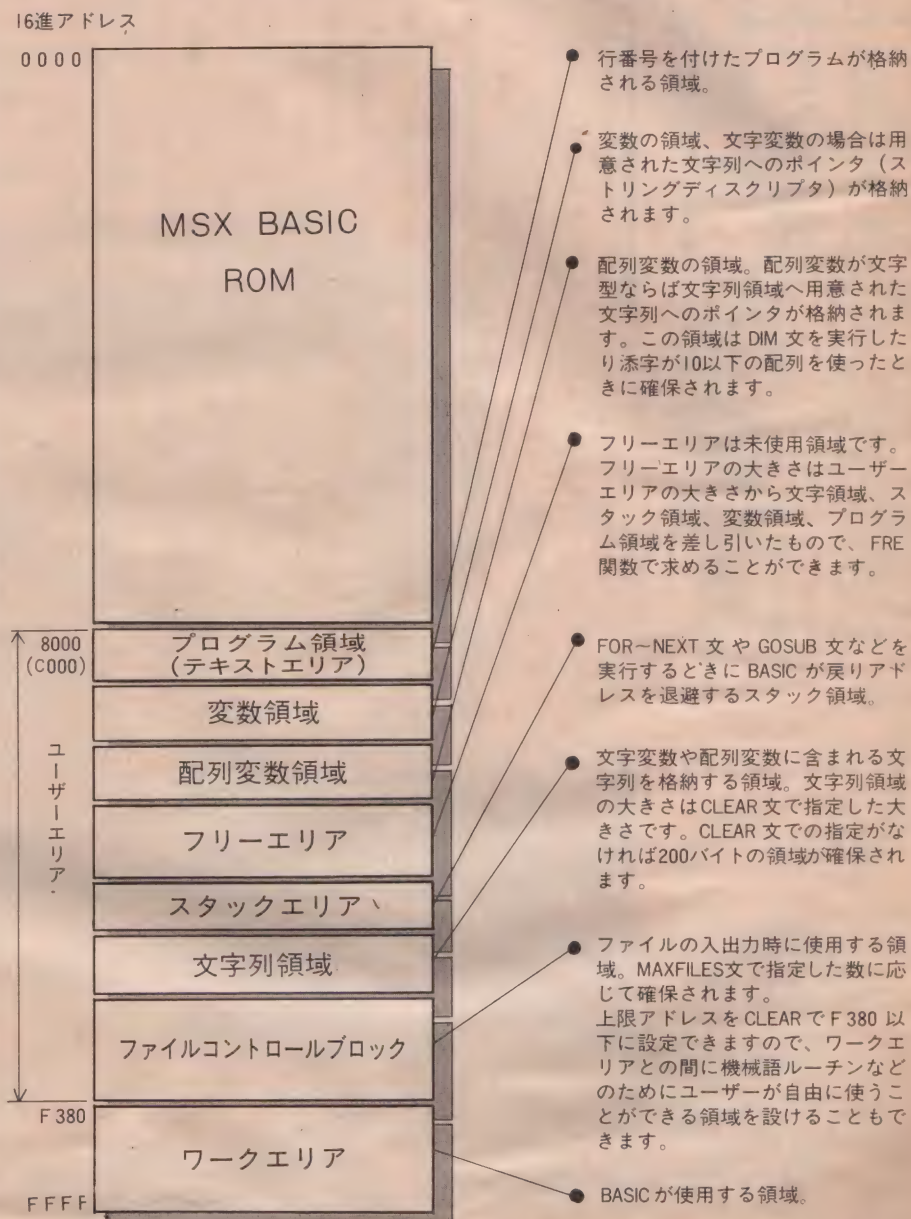 16進アドレス
0000
MSX BASIC
ROM
8000
(C000)
ユーザーエリア
プログラム領域
(テキストエリア)
変数領域
配列変数領域
フリーエリア
スタックエリア
文字列領域
ファイルコントロールブロック
F380
ワークエリア
FFFF
● 行番号を付けたプログラムが格納
される領域。
● 変数の領域、文字変数の場合は用
意された文字列へのポインタ(ス
トリングディスクリプタ)が格納
されます。
● 配列変数の領域。配列変数が文字
型ならば文字列領域へ用意された
文字列へのポインタが格納されま
す。この領域は DIM 文を実行した
り添字が10以下の配列を使ったと
きに確保されます。
● フリーエリアは未使用領域です。
フリーエリアの大きさはユーザー
エリアの大きさから文字領域、ス
タック領域、変数領域、プログラ
ム領域を差し引いたもので、FRE
関数で求めることができます。
● FOR~NEXT 文や GOSUB 文などを
実行するときに BASIC が戻りアド
レスを退避するスタック領域。
● 文字変数や配列変数に含まれる文
字列を格納する領域。文字列領域
の大きさは CLEAR 文で指定した大
きさです。CLEAR 文での指定がな
ければ200バイトの領域が確保され
ます。
● ファイルの入出力時に使用する領
域。MAXFILES文で指定した数に応
じて確保されます。
上限アドレスを CLEAR で F380 以
下に設定できますので、ワークエ
リアとの間に機械語ルーチンなど
のためにユーザーが自由に使うこ
とができる領域を設けることもで
きます。
● BASIC が使用する領域。